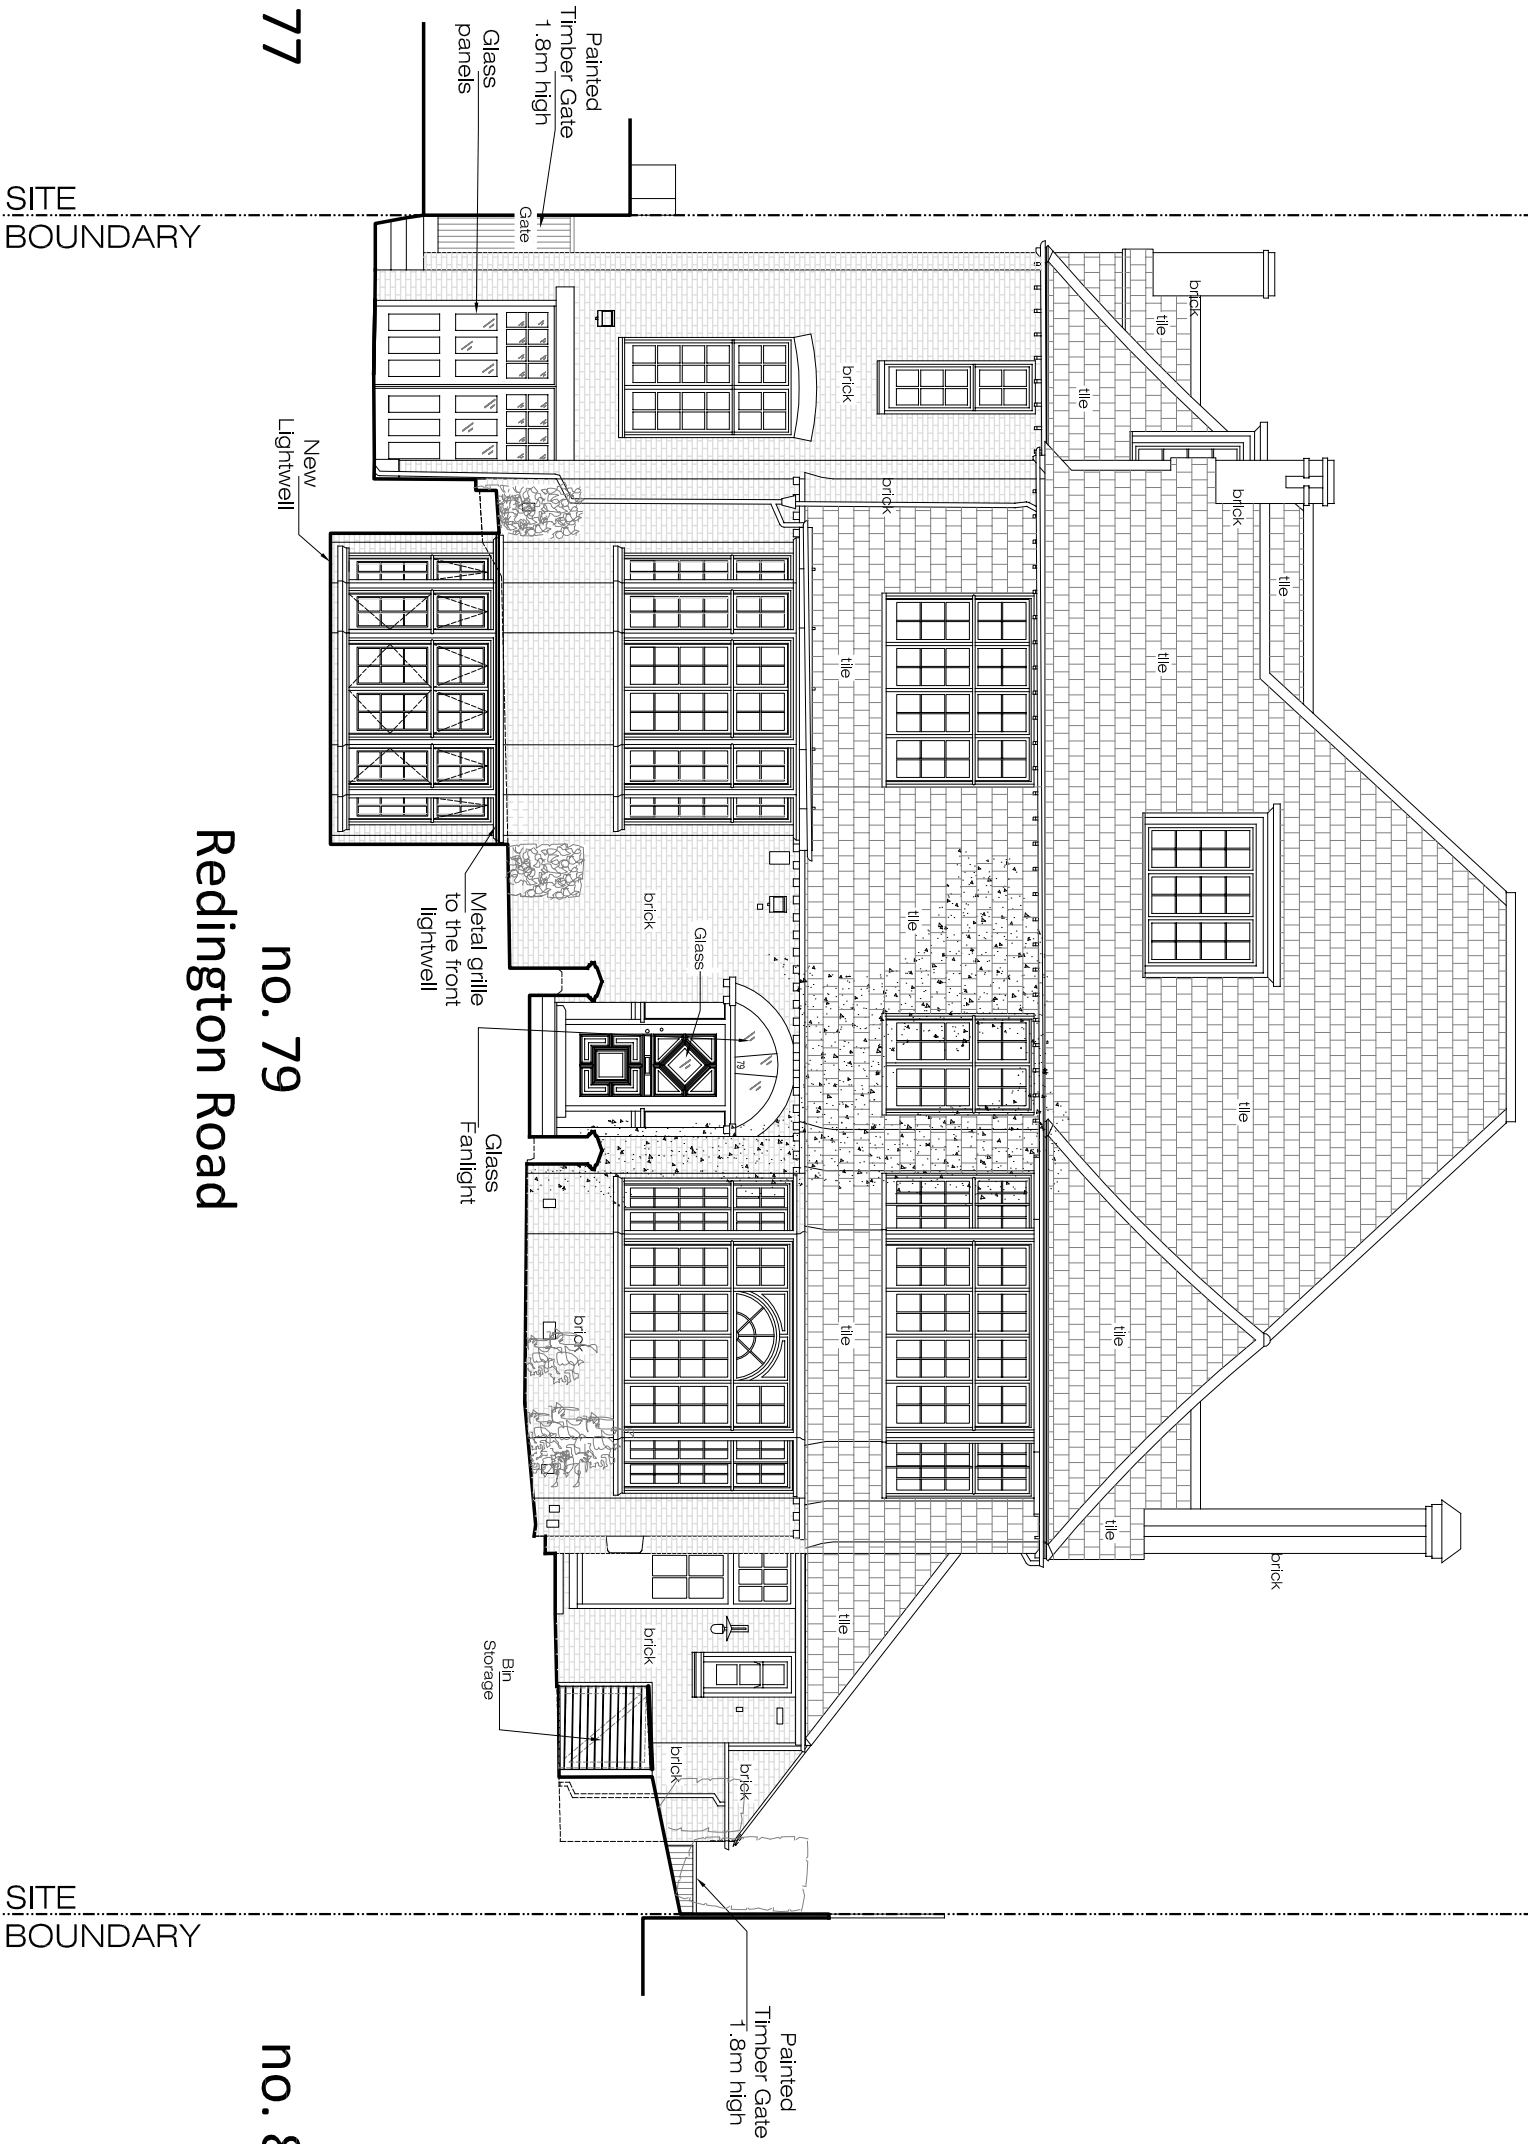 77
SITE
BOUNDARY
Painted
Timber Gate
1.8m high
Glass
panels
Gate
brick
tile
tile
brick
New
Lightwell
brick
brick
tile
tile
tile
Metal grille
to the front
lightwell
brick
Glass
tile
79
Glass
Fanlight
tile
brick
tile
tile
tile
brick
tile
brick
Bin
Storage
brick
brick
no. 79
Redington Road
SITE
BOUNDARY
Painted
Timber Gate
1.8m high
no. 8